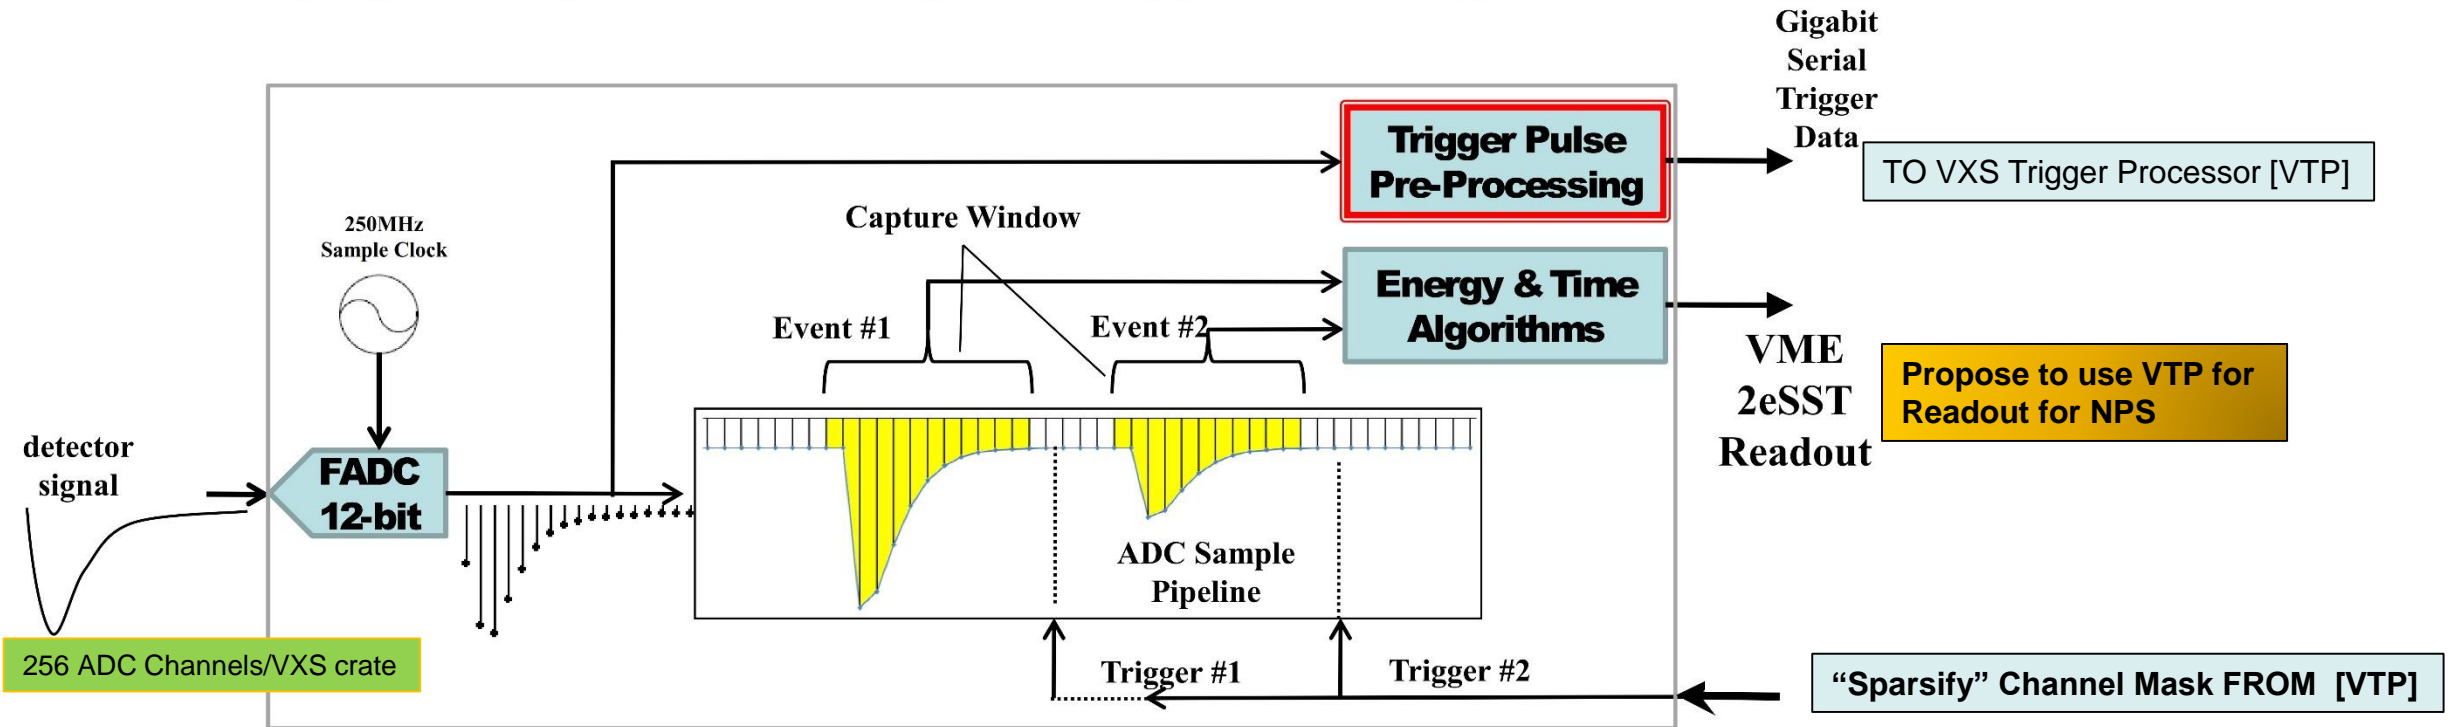 Gigabit
Serial
Trigger
Data
Trigger Pulse
Pre-Processing
TO VXS Trigger Processor [VTP]
250MHz
Sample Clock
Capture Window
Energy & Time
Algorithms
Event #1
Event #2
VME
2eSST
Readout
Propose to use VTP for
Readout for NPS
detector
signal
FADC
12-bit
ADC Sample
Pipeline
256 ADC Channels/VXS crate
Trigger #1
Trigger #2
“Sparsify” Channel Mask FROM [VTP]